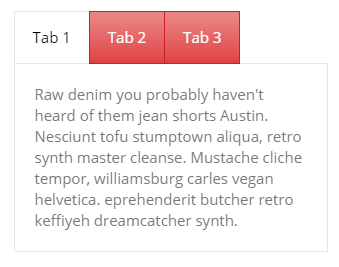 Tab 1 Tab 2 Tab 3
Raw denim you probably haven't
heard of them jean shorts Austin.
Nesciunt tofu stumptown aliqua, retro
synth master cleanse. Mustache cliche
tempor, williamsburg carles vegan
helvetica. eprehenderit butcher retro
keffiyeh dreamcatcher synth.